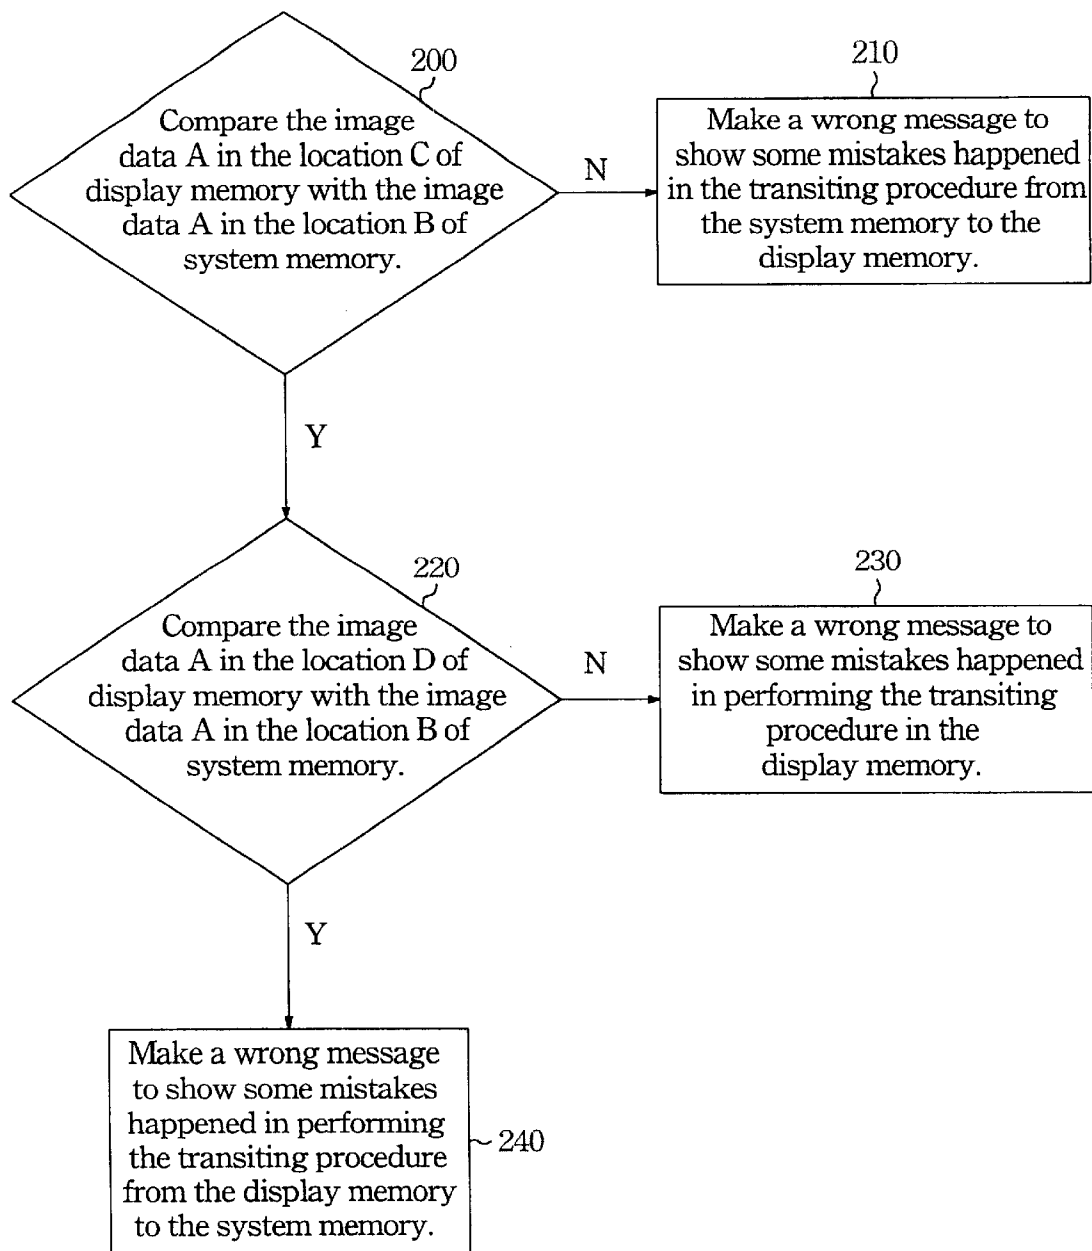 200
Compare the image
data A in the location C of
display memory with the image
data A in the location B of
system memory.
N
210
Make a wrong message to
show some mistakes happened
in the transiting procedure from
the system memory to the
display memory.
Y
220
Compare the image
data A in the location D of
display memory with the image
data A in the location B of
system memory.
N
230
Make a wrong message to
show some mistakes happened
in performing the transiting
procedure in the
display memory.
Y
Make a wrong message
to show some mistakes
happened in performing
the transiting procedure
from the display memory
to the system memory.
240